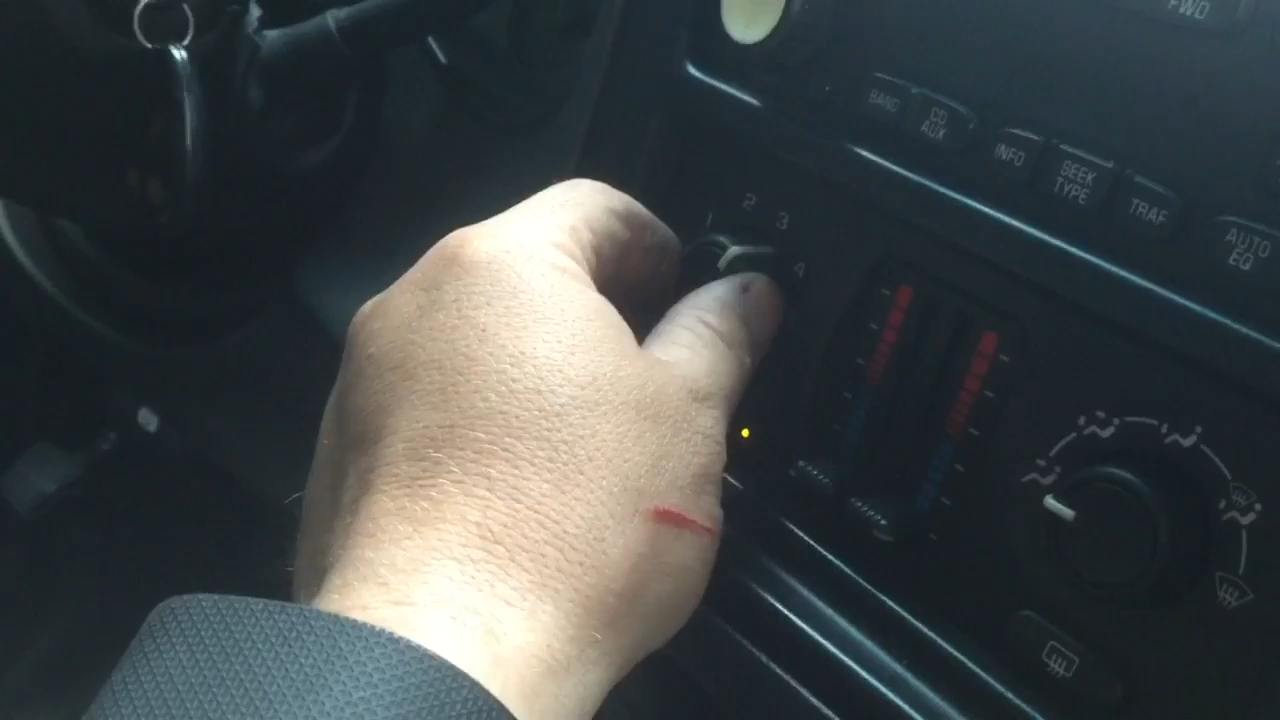 FWD
BAND
CD
AUX
INFO
SEEK
TYPE
TRAF
AUTO
EQ
1
2
3
4